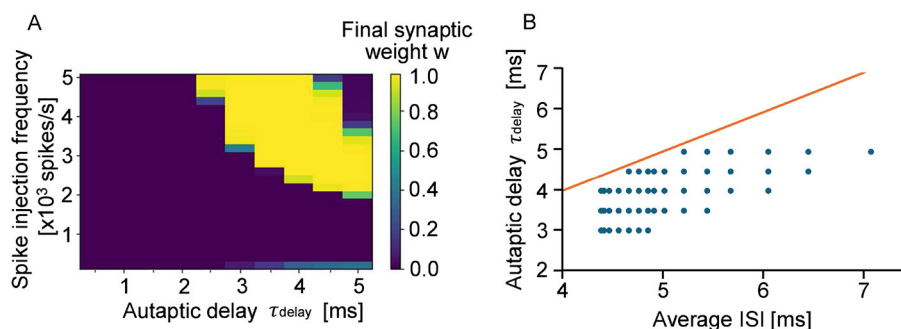 A
Final synaptic
weight w
Spike injection frequency
[x10³ spikes/s]
5
4
3
2
1
1 2 3 4 5
Autaptic delay τdelay [ms]
1.0
0.8
0.6
0.4
0.2
0.0
B
Autaptic delay τdelay [ms]
7
6
5
4
3
2
4 5 6 7
Average ISI [ms]